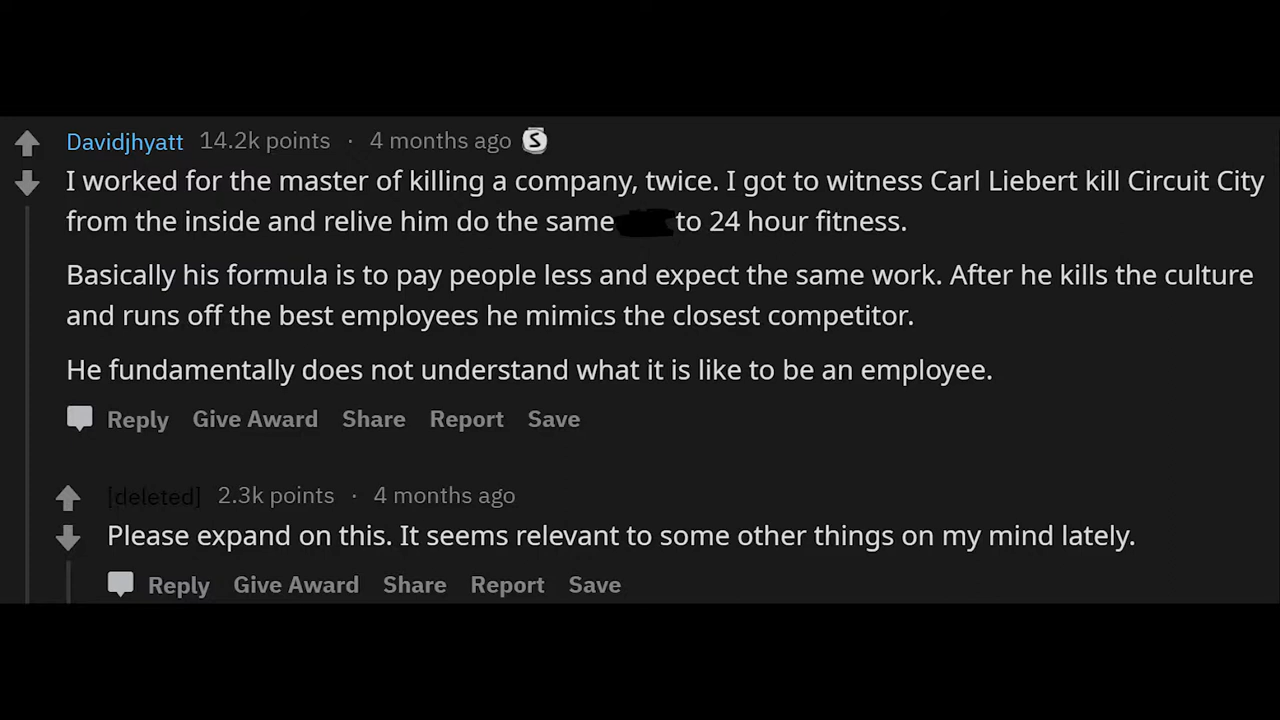 Davidjhyatt 14.2k points · 4 months ago S
I worked for the master of killing a company, twice. I got to witness Carl Liebert kill Circuit City
from the inside and relive him do the same to 24 hour fitness.
Basically his formula is to pay people less and expect the same work. After he kills the culture
and runs off the best employees he mimics the closest competitor.
He fundamentally does not understand what it is like to be an employee.
Reply Give Award Share Report Save
[deleted] 2.3k points · 4 months ago
Please expand on this. It seems relevant to some other things on my mind lately.
Reply Give Award Share Report Save